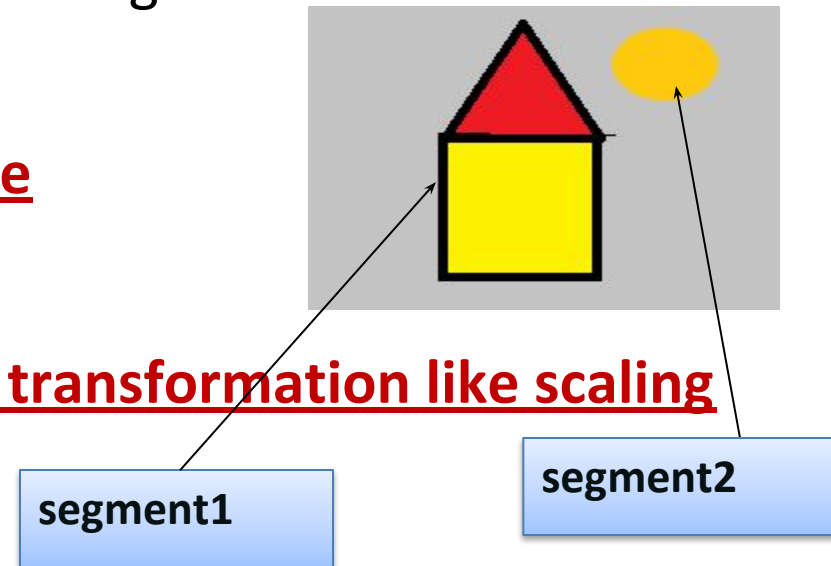 g
e
transformation like scaling
segment2
segment1